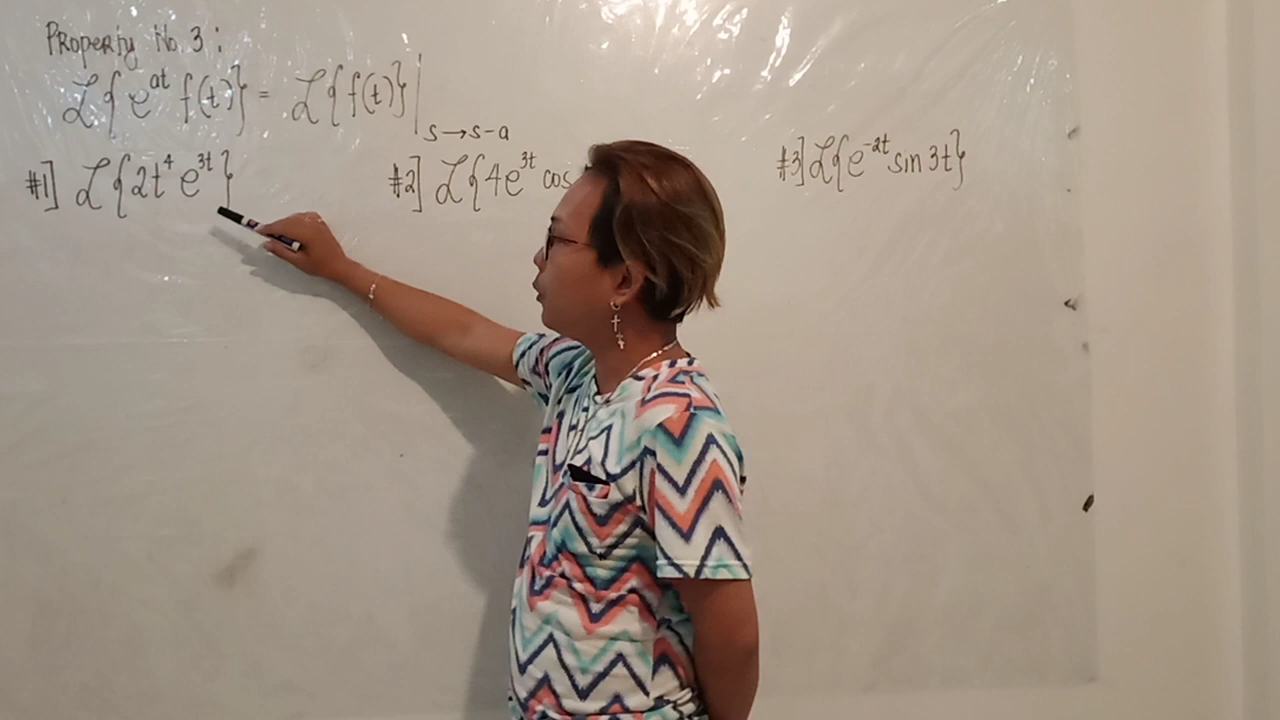 Property No. 3:
ℒ{e^{at} f(t)} = ℒ{f(t)}|_{s→s-a}
#1] ℒ{2t^4 e^{3t}}
#2] ℒ{4e^{3t} cos
#3] ℒ{e^{-2t} sin 3t}